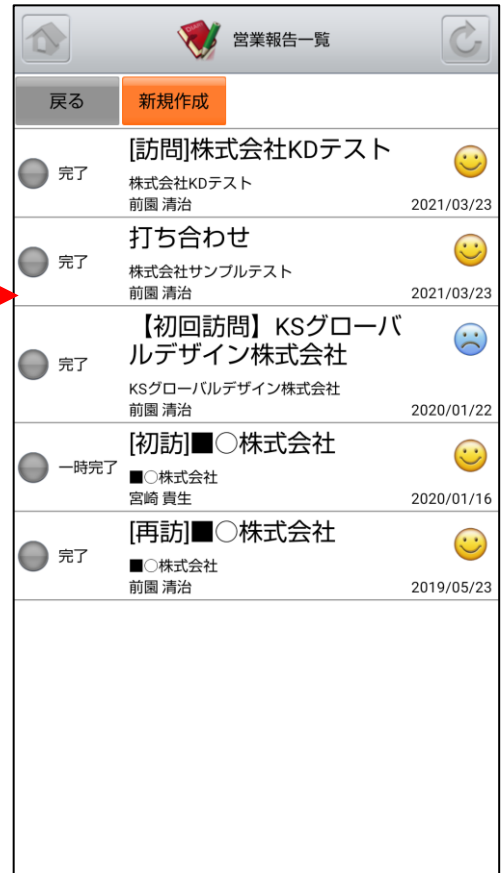 営業報告一覧
戻る
新規作成
完了
[訪問]株式会社KDテスト
株式会社KDテスト
前園 清治
2021/03/23
完了
打ち合わせ
株式会社サンプルテスト
前園 清治
2021/03/23
完了
【初回訪問】KSグローバ
ルデザイン株式会社
KSグローバルデザイン株式会社
前園 清治
2020/01/22
一時完了
[初訪]■○株式会社
■○株式会社
宮崎 貴生
2020/01/16
完了
[再訪]■○株式会社
■○株式会社
前園 清治
2019/05/23